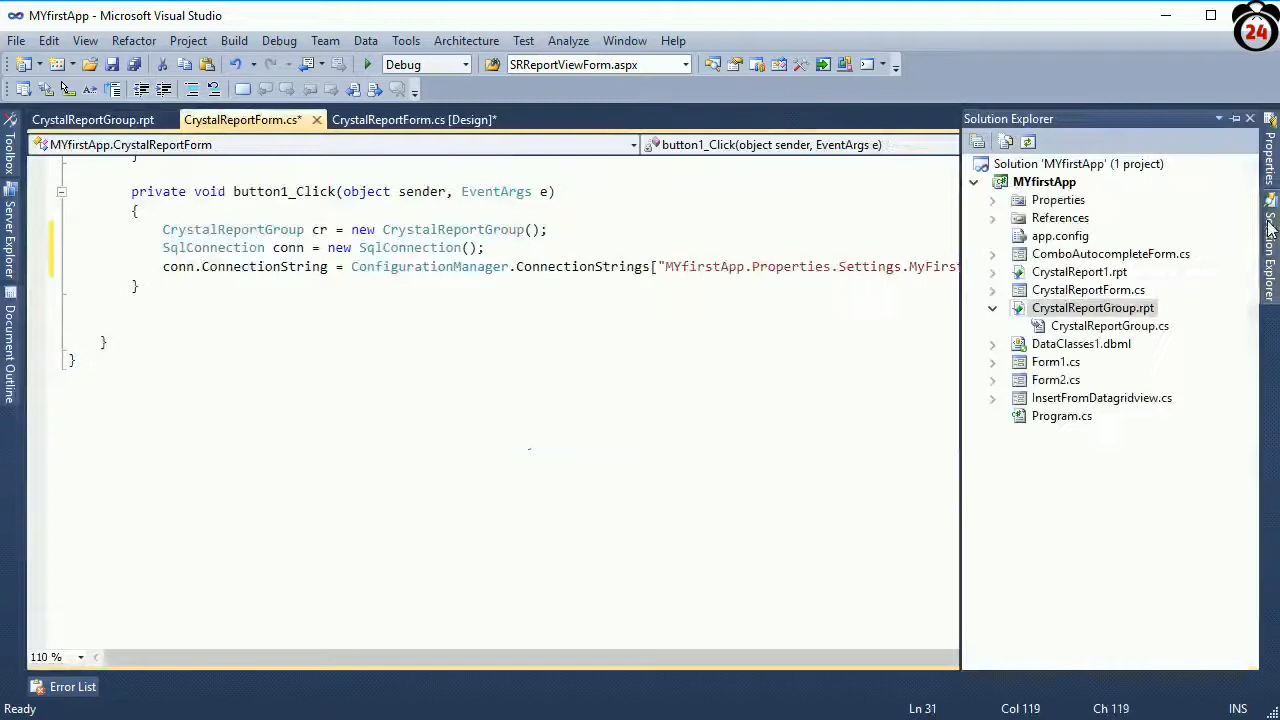 MYfirstApp - Microsoft Visual Studio
24
File Edit View Refactor Project Build Debug Team Data Tools Architecture Test Analyze Window Help
Debug SRReportViewForm.aspx
CrystalReportGroup.rpt CrystalReportForm.cs* CrystalReportForm.cs [Design]*
MYfirstApp.CrystalReportForm button1_Click(object sender, EventArgs e)
}
private void button1_Click(object sender, EventArgs e)
{
CrystalReportGroup cr = new CrystalReportGroup();
SqlConnection conn = new SqlConnection();
conn.ConnectionString = ConfigurationManager.ConnectionStrings["MYfirstApp.Properties.Settings.MyFirst
}
}
}
Toolbox
Server Explorer
Document Outline
Solution Explorer
Solution 'MYfirstApp' (1 project)
MYfirstApp
Properties
References
app.config
ComboAutocompleteForm.cs
CrystalReport1.rpt
CrystalReportForm.cs
CrystalReportGroup.rpt
CrystalReportGroup.cs
DataClasses1.dbml
Form1.cs
Form2.cs
InsertFromDatagridview.cs
Program.cs
Properties
Solution Explorer
110 %
Error List
Ready Ln 31 Col 119 Ch 119 INS